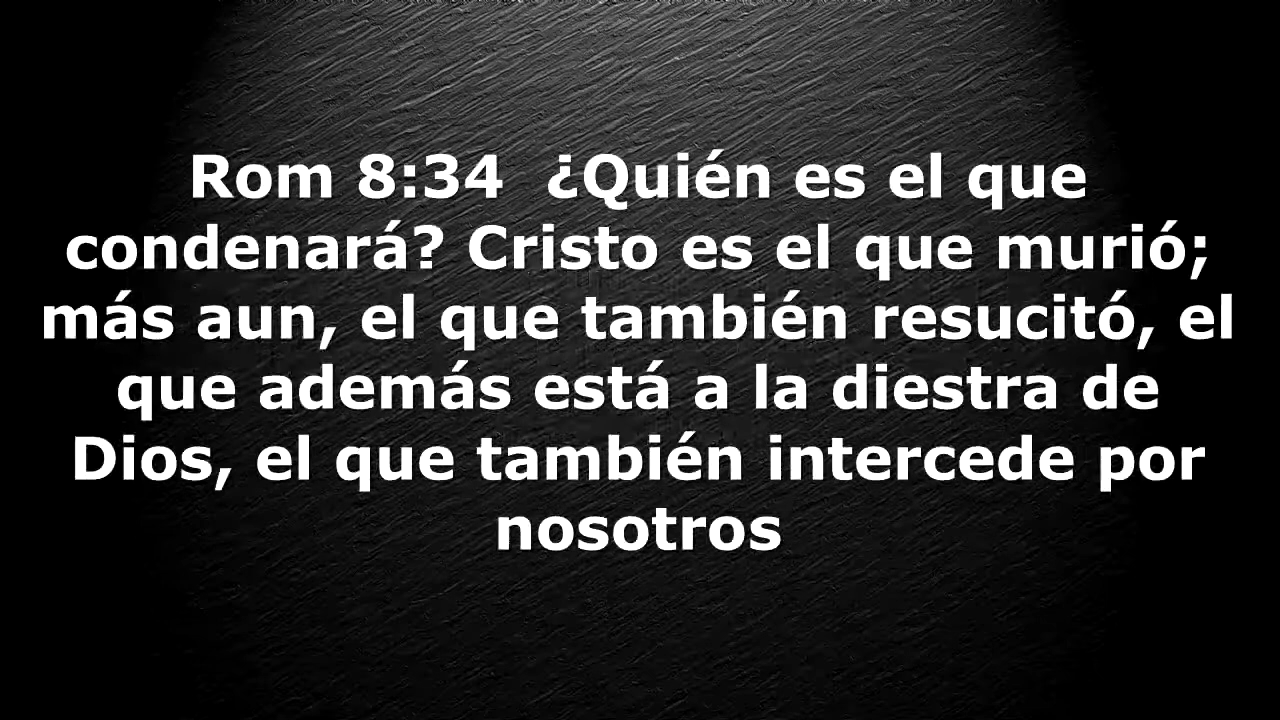 Rom 8:34  ¿Quién es el que
condenará? Cristo es el que murió;
más aun, el que también resucitó, el
que además está a la diestra de
Dios, el que también intercede por
nosotros